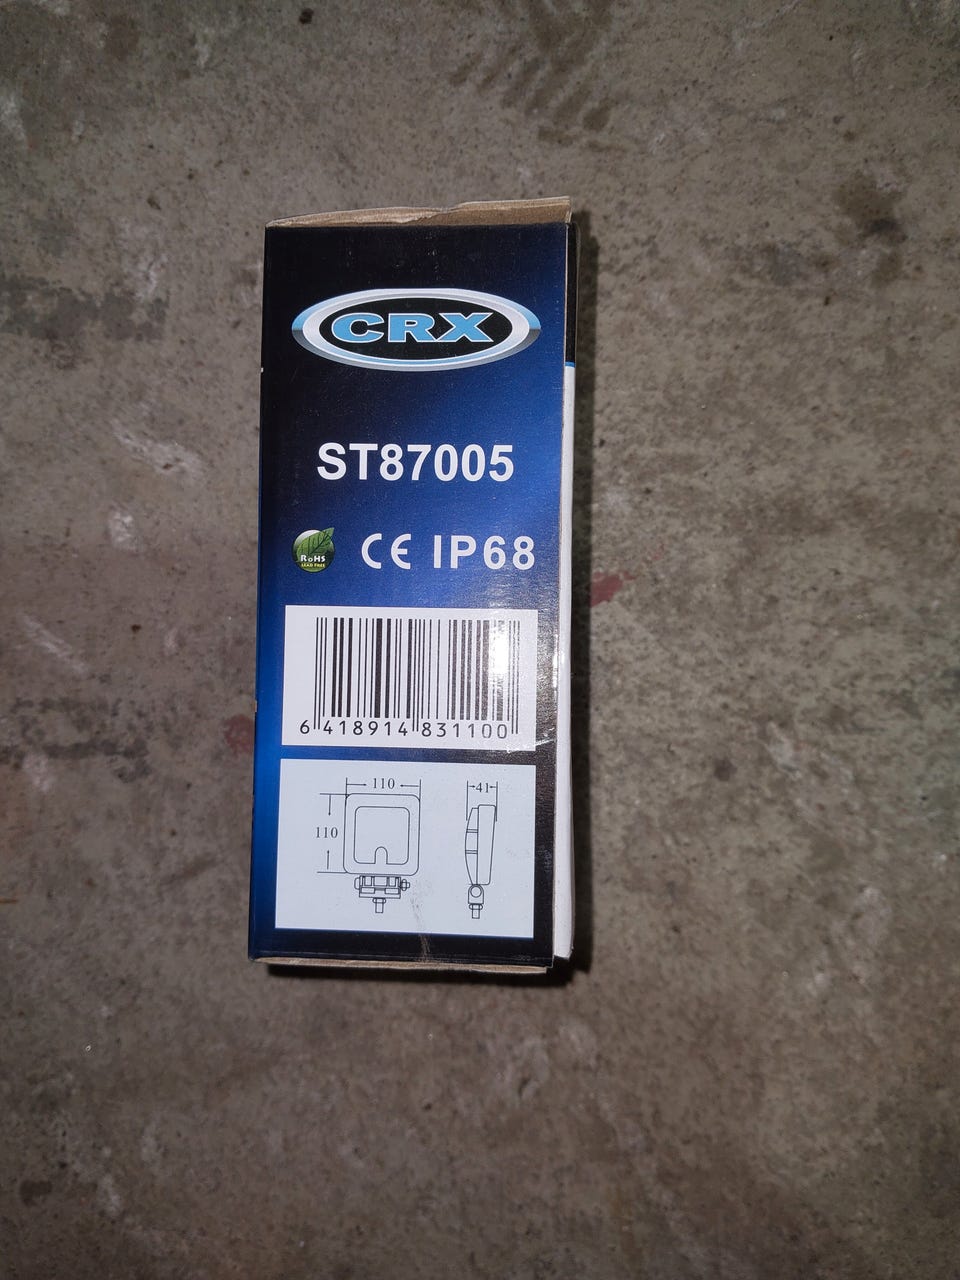 CRX
ST87005
RoHS
LEAD FREE
CE IP68
6 418914 831100
110
41
110